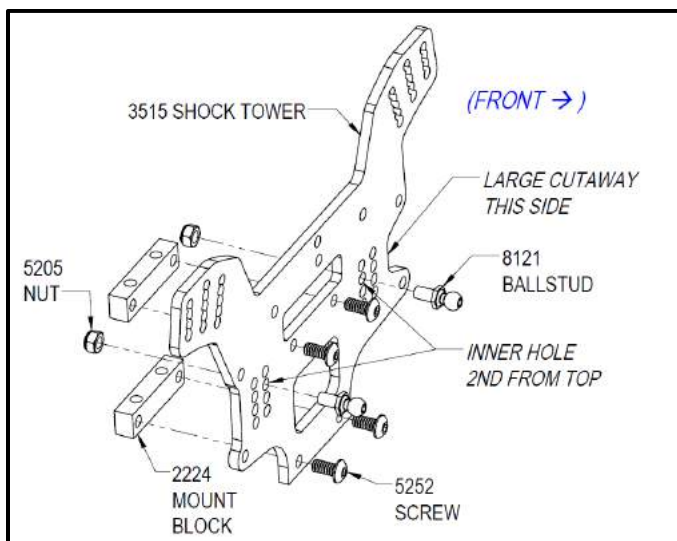 3515 SHOCK TOWER
(FRONT → )
LARGE CUTAWAY
THIS SIDE
8121
BALLSTUD
5205
NUT
INNER HOLE
2ND FROM TOP
2224
MOUNT
BLOCK
5252
SCREW